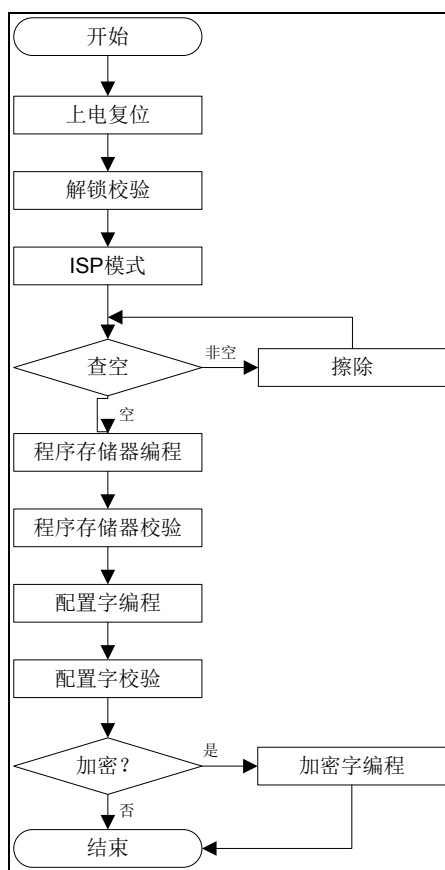 开始
上电复位
解锁校验
ISP模式
查空
非空
擦除
空
程序存储器编程
程序存储器校验
配置字编程
配置字校验
加密？
是
加密字编程
否
结束